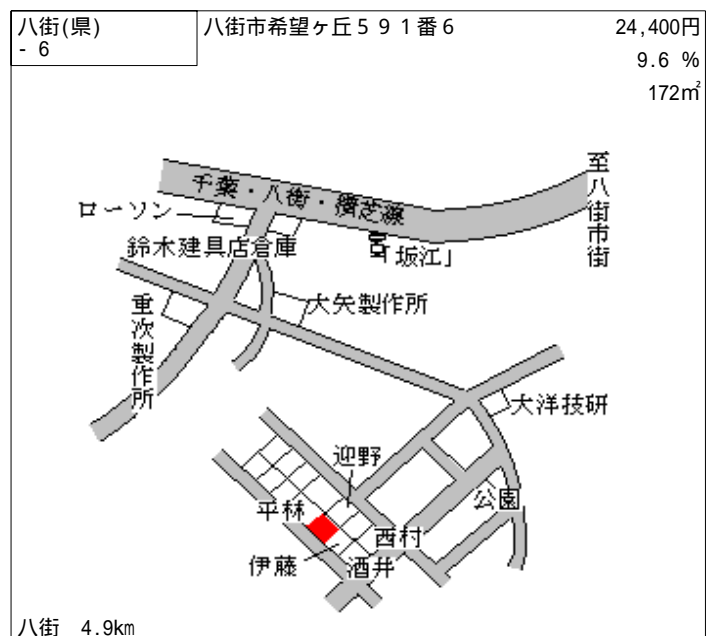 八街(県)
- 6
八街市希望ヶ丘５９１番６
24,400円
9.6 %
172㎡
千葉・八街・横芝線
至八街市街
ローソン
鈴木建具店倉庫
「坂江」
重次製作所
大矢製作所
大洋技研
迎野
公園
平林
西村
伊藤
酒井
八街 4.9km